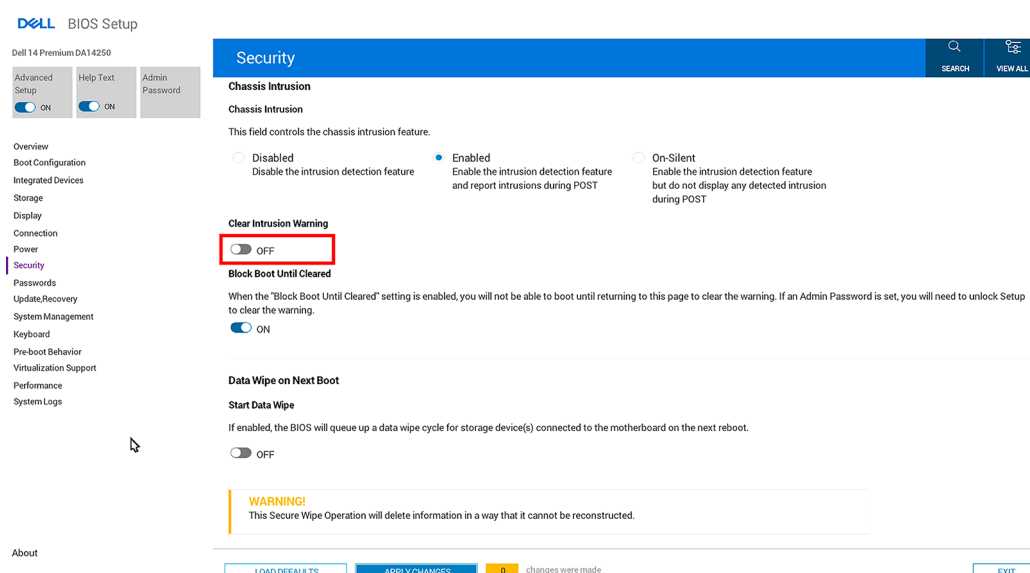 DELL BIOS Setup
Dell 14 Premium DA14250
Advanced
Setup
ON
Help Text
ON
Admin
Password
Overview
Boot Configuration
Integrated Devices
Storage
Display
Connection
Power
Security
Passwords
Update,Recovery
System Management
Keyboard
Pre-boot Behavior
Virtualization Support
Performance
System Logs
About
Security
SEARCH
VIEW ALL
Chassis Intrusion
Chassis Intrusion
This field controls the chassis intrusion feature.
Disabled
Disable the intrusion detection feature
Enabled
Enable the intrusion detection feature
and report intrusions during POST
On-Silent
Enable the intrusion detection feature
but do not display any detected intrusion
during POST
Clear Intrusion Warning
OFF
Block Boot Until Cleared
When the "Block Boot Until Cleared" setting is enabled, you will not be able to boot until returning to this page to clear the warning. If an Admin Password is set, you will need to unlock Setup
to clear the warning.
ON
Data Wipe on Next Boot
Start Data Wipe
If enabled, the BIOS will queue up a data wipe cycle for storage device(s) connected to the motherboard on the next reboot.
OFF
WARNING!
This Secure Wipe Operation will delete information in a way that it cannot be reconstructed.
LOAD DEFAULTS
APPLY CHANGES
0
changes were made
EXIT